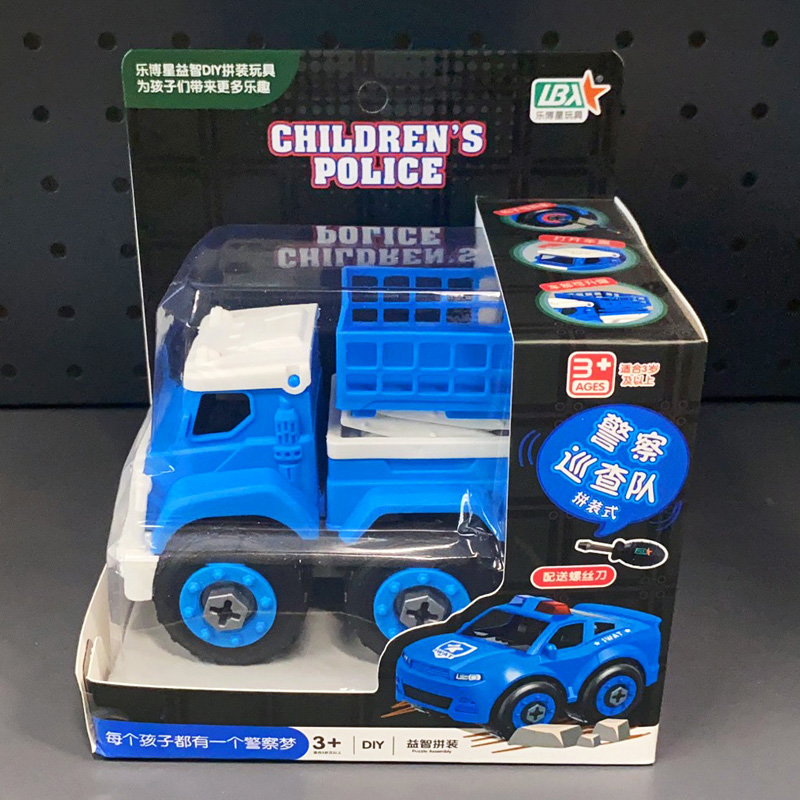 乐博星益智DIY拼装玩具
为孩子们带来更多乐趣
LBX
乐博星玩具
CHILDREN'S
POLICE
3+
AGES
适合3岁
及以上
警察
巡查队
拼装式
配送螺丝刀
SWAT
每个孩子都有一个警察梦
3+
DIY
益智拼装
Puzzle Assembly